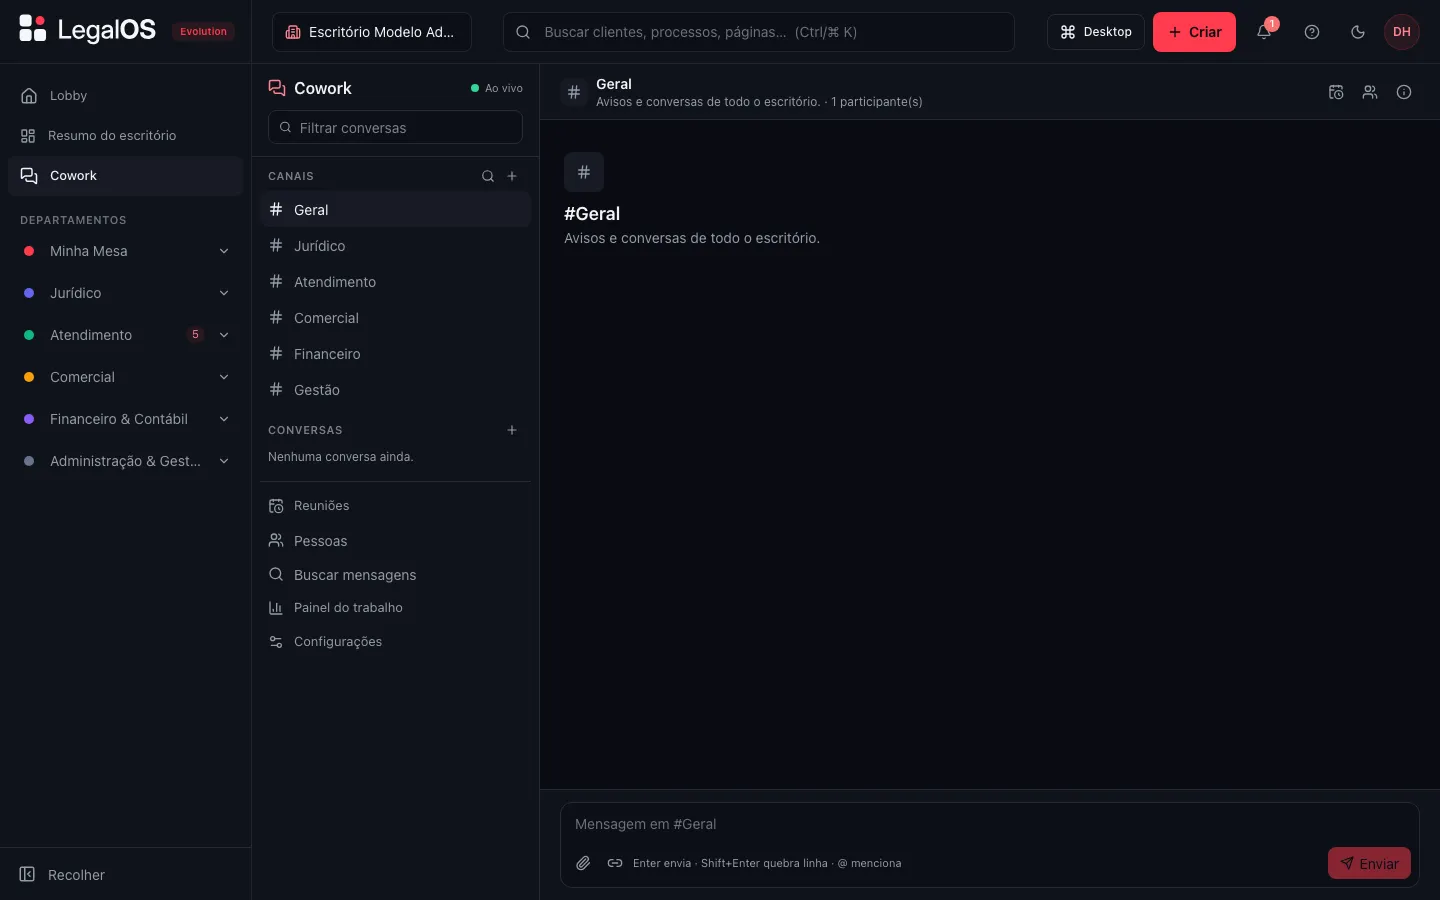 LegalOS Evolution
Escritório Modelo Ad...
Buscar clientes, processos, páginas... (Ctrl/⌘ K)
Desktop
Criar
1
DH
Lobby
Resumo do escritório
Cowork
DEPARTAMENTOS
Minha Mesa
Jurídico
Atendimento 5
Comercial
Financeiro & Contábil
Administração & Gest...
Recolher
Cowork
Ao vivo
Filtrar conversas
CANAIS
# Geral
# Jurídico
# Atendimento
# Comercial
# Financeiro
# Gestão
CONVERSAS
Nenhuma conversa ainda.
Reuniões
Pessoas
Buscar mensagens
Painel do trabalho
Configurações
# Geral
Avisos e conversas de todo o escritório. · 1 participante(s)
#
#Geral
Avisos e conversas de todo o escritório.
Mensagem em #Geral
Enter envia · Shift+Enter quebra linha · @ menciona
Enviar